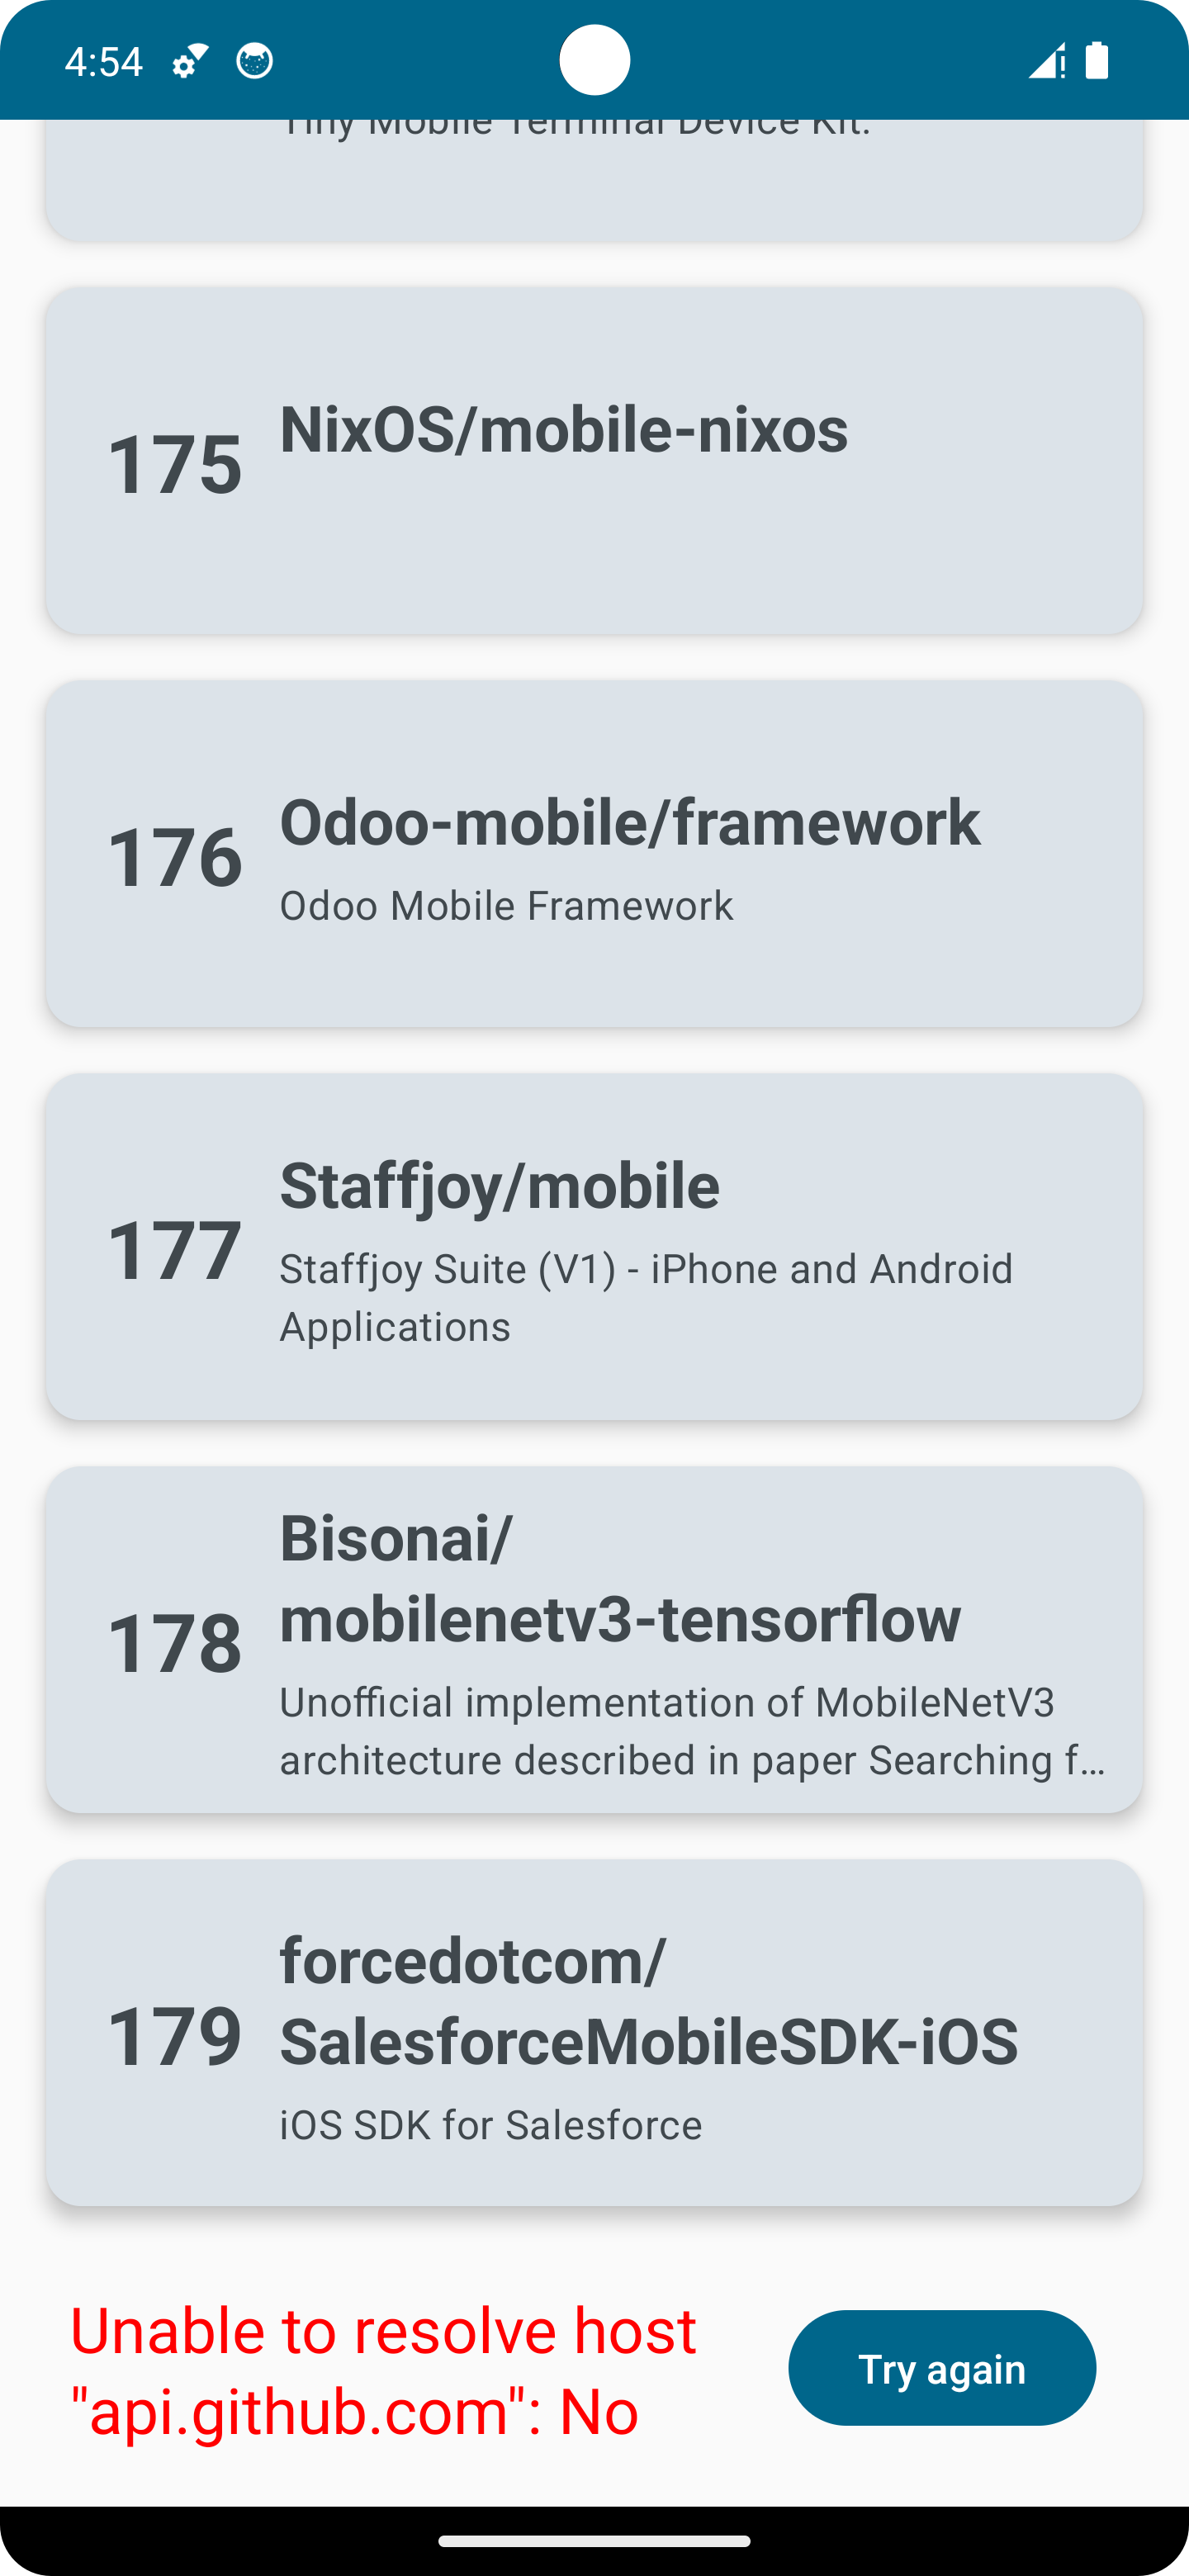 4:54
Tiny Mobile Terminal Device Kit.
175
NixOS/mobile-nixos
176
Odoo-mobile/framework
Odoo Mobile Framework
177
Staffjoy/mobile
Staffjoy Suite (V1) - iPhone and Android
Applications
178
Bisonai/
mobilenetv3-tensorflow
Unofficial implementation of MobileNetV3
architecture described in paper Searching f…
179
forcedotcom/
SalesforceMobileSDK-iOS
iOS SDK for Salesforce
Unable to resolve host
"api.github.com": No
Try again